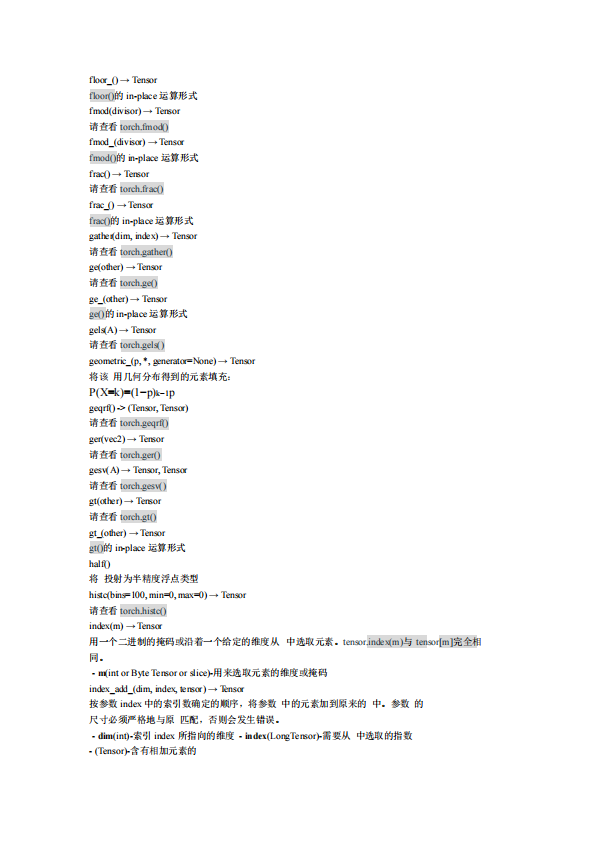 floor_() → Tensor
floor()的 in-place 运算形式
fmod(divisor) → Tensor
请查看 torch.fmod()
fmod_(divisor) → Tensor
fmod()的 in-place 运算形式
frac() → Tensor
请查看 torch.frac()
frac_() → Tensor
frac()的 in-place 运算形式
gather(dim, index) → Tensor
请查看 torch.gather()
ge(other) → Tensor
请查看 torch.ge()
ge_(other) → Tensor
ge()的 in-place 运算形式
gels(A) → Tensor
请查看 torch.gels()
geometric_(p, *, generator=None) → Tensor
将该 用几何分布得到的元素填充：
P(X=k)=(1−p)k−1p
geqrf() -> (Tensor, Tensor)
请查看 torch.geqrf()
ger(vec2) → Tensor
请查看 torch.ger()
gesv(A) → Tensor, Tensor
请查看 torch.gesv()
gt(other) → Tensor
请查看 torch.gt()
gt_(other) → Tensor
gt()的 in-place 运算形式
half()
将 投射为半精度浮点类型
histc(bins=100, min=0, max=0) → Tensor
请查看 torch.histc()
index(m) → Tensor
用一个二进制的掩码或沿着一个给定的维度从 中选取元素。tensor.index(m)与 tensor[m]完全相
同。
- m(int or Byte Tensor or slice)-用来选取元素的维度或掩码
index_add_(dim, index, tensor) → Tensor
按参数 index 中的索引数确定的顺序，将参数 中的元素加到原来的 中。参数 的
尺寸必须严格地与原 匹配，否则会发生错误。
- dim(int)-索引 index 所指向的维度 - index(LongTensor)-需要从 中选取的指数
- (Tensor)-含有相加元素的